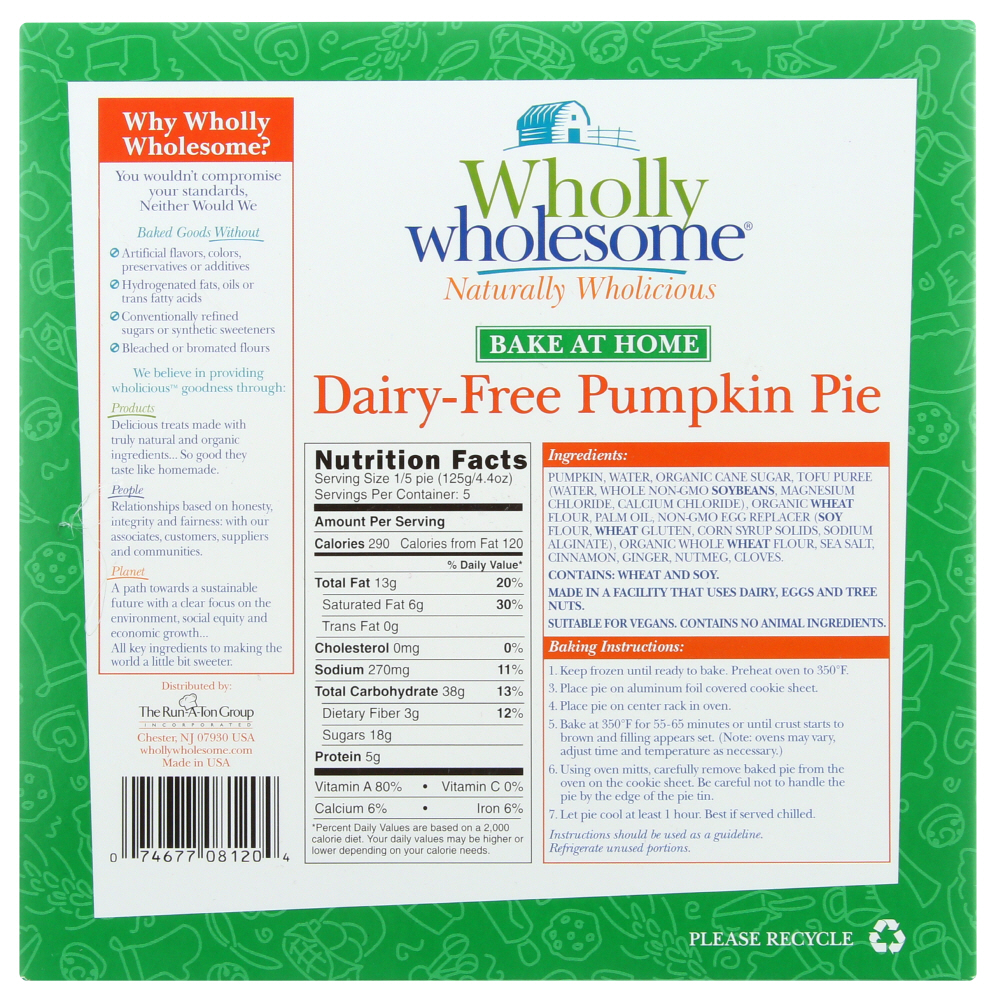 Why Wholly
Wholesome?
You wouldn't compromise
your standards,
Neither Would We
Baked Goods Without
Artificial flavors, colors,
preservatives or additives
Hydrogenated fats, oils or
trans fatty acids
Conventionally refined
sugars or synthetic sweeteners
Bleached or bromated flours
We believe in providing
wholicious™ goodness through:
Products
Delicious treats made with
truly natural and organic
ingredients... So good they
taste like homemade.
People
Relationships based on honesty,
integrity and fairness: with our
associates, customers, suppliers
and communities.
Planet
A path towards a sustainable
future with a clear focus on the
environment, social equity and
economic growth...
All key ingredients to making the
world a little bit sweeter.
Distributed by:
The Run-A-Ton Group
INCORPORATED
Chester, NJ 07930 USA
whollywholesome.com
Made in USA
0 74677 08120 4
Wholly
wholesome®
Naturally Wholicious
BAKE AT HOME
Dairy-Free Pumpkin Pie
Nutrition Facts
Serving Size 1/5 pie (125g/4.4oz)
Servings Per Container: 5
Amount Per Serving
Calories 290 Calories from Fat 120
% Daily Value*
Total Fat 13g 20%
Saturated Fat 6g 30%
Trans Fat 0g
Cholesterol 0mg 0%
Sodium 270mg 11%
Total Carbohydrate 38g 13%
Dietary Fiber 3g 12%
Sugars 18g
Protein 5g
Vitamin A 80% • Vitamin C 0%
Calcium 6% • Iron 6%
*Percent Daily Values are based on a 2,000
calorie diet. Your daily values may be higher or
lower depending on your calorie needs.
Ingredients:
PUMPKIN, WATER, ORGANIC CANE SUGAR, TOFU PUREE
(WATER, WHOLE NON-GMO SOYBEANS, MAGNESIUM
CHLORIDE, CALCIUM CHLORIDE), ORGANIC WHEAT
FLOUR, PALM OIL, NON-GMO EGG REPLACER (SOY
FLOUR, WHEAT GLUTEN, CORN SYRUP SOLIDS, SODIUM
ALGINATE), ORGANIC WHOLE WHEAT FLOUR, SEA SALT,
CINNAMON, GINGER, NUTMEG, CLOVES.
CONTAINS: WHEAT AND SOY.
MADE IN A FACILITY THAT USES DAIRY, EGGS AND TREE
NUTS.
SUITABLE FOR VEGANS. CONTAINS NO ANIMAL INGREDIENTS.
Baking Instructions:
1. Keep frozen until ready to bake. Preheat oven to 350°F.
3. Place pie on aluminum foil covered cookie sheet.
4. Place pie on center rack in oven.
5. Bake at 350°F for 55-65 minutes or until crust starts to
brown and filling appears set. (Note: ovens may vary,
adjust time and temperature as necessary.)
6. Using oven mitts, carefully remove baked pie from the
oven on the cookie sheet. Be careful not to handle the
pie by the edge of the pie tin.
7. Let pie cool at least 1 hour. Best if served chilled.
Instructions should be used as a guideline.
Refrigerate unused portions.
PLEASE RECYCLE